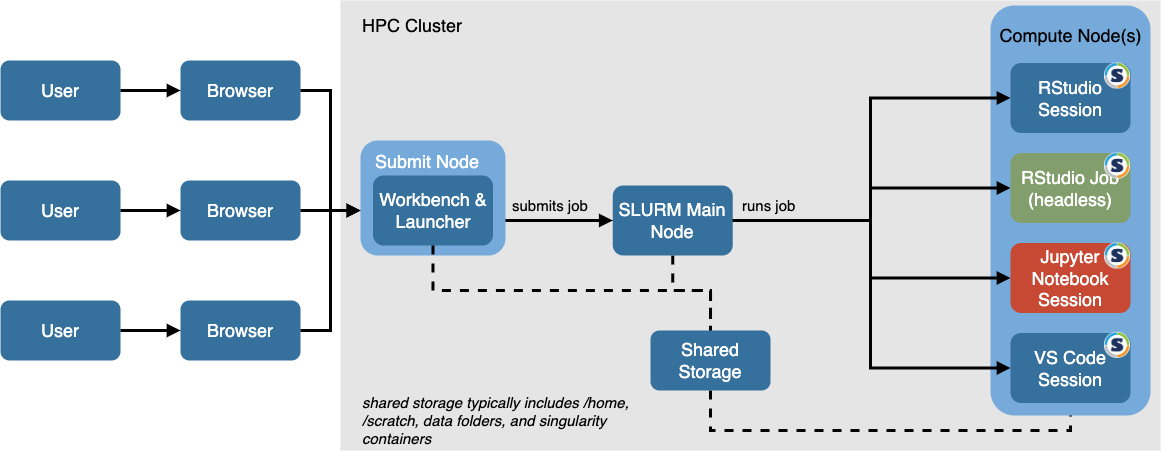 HPC Cluster
Compute Node(s)
User
Browser
User
Browser
User
Browser
Submit Node
Workbench &
Launcher
submits job
SLURM Main
Node
runs job
RStudio
Session
S
RStudio Job
(headless)
S
Jupyter
Notebook
Session
S
VS Code
Session
S
Shared
Storage
shared storage typically includes /home,
/scratch, data folders, and singularity
containers